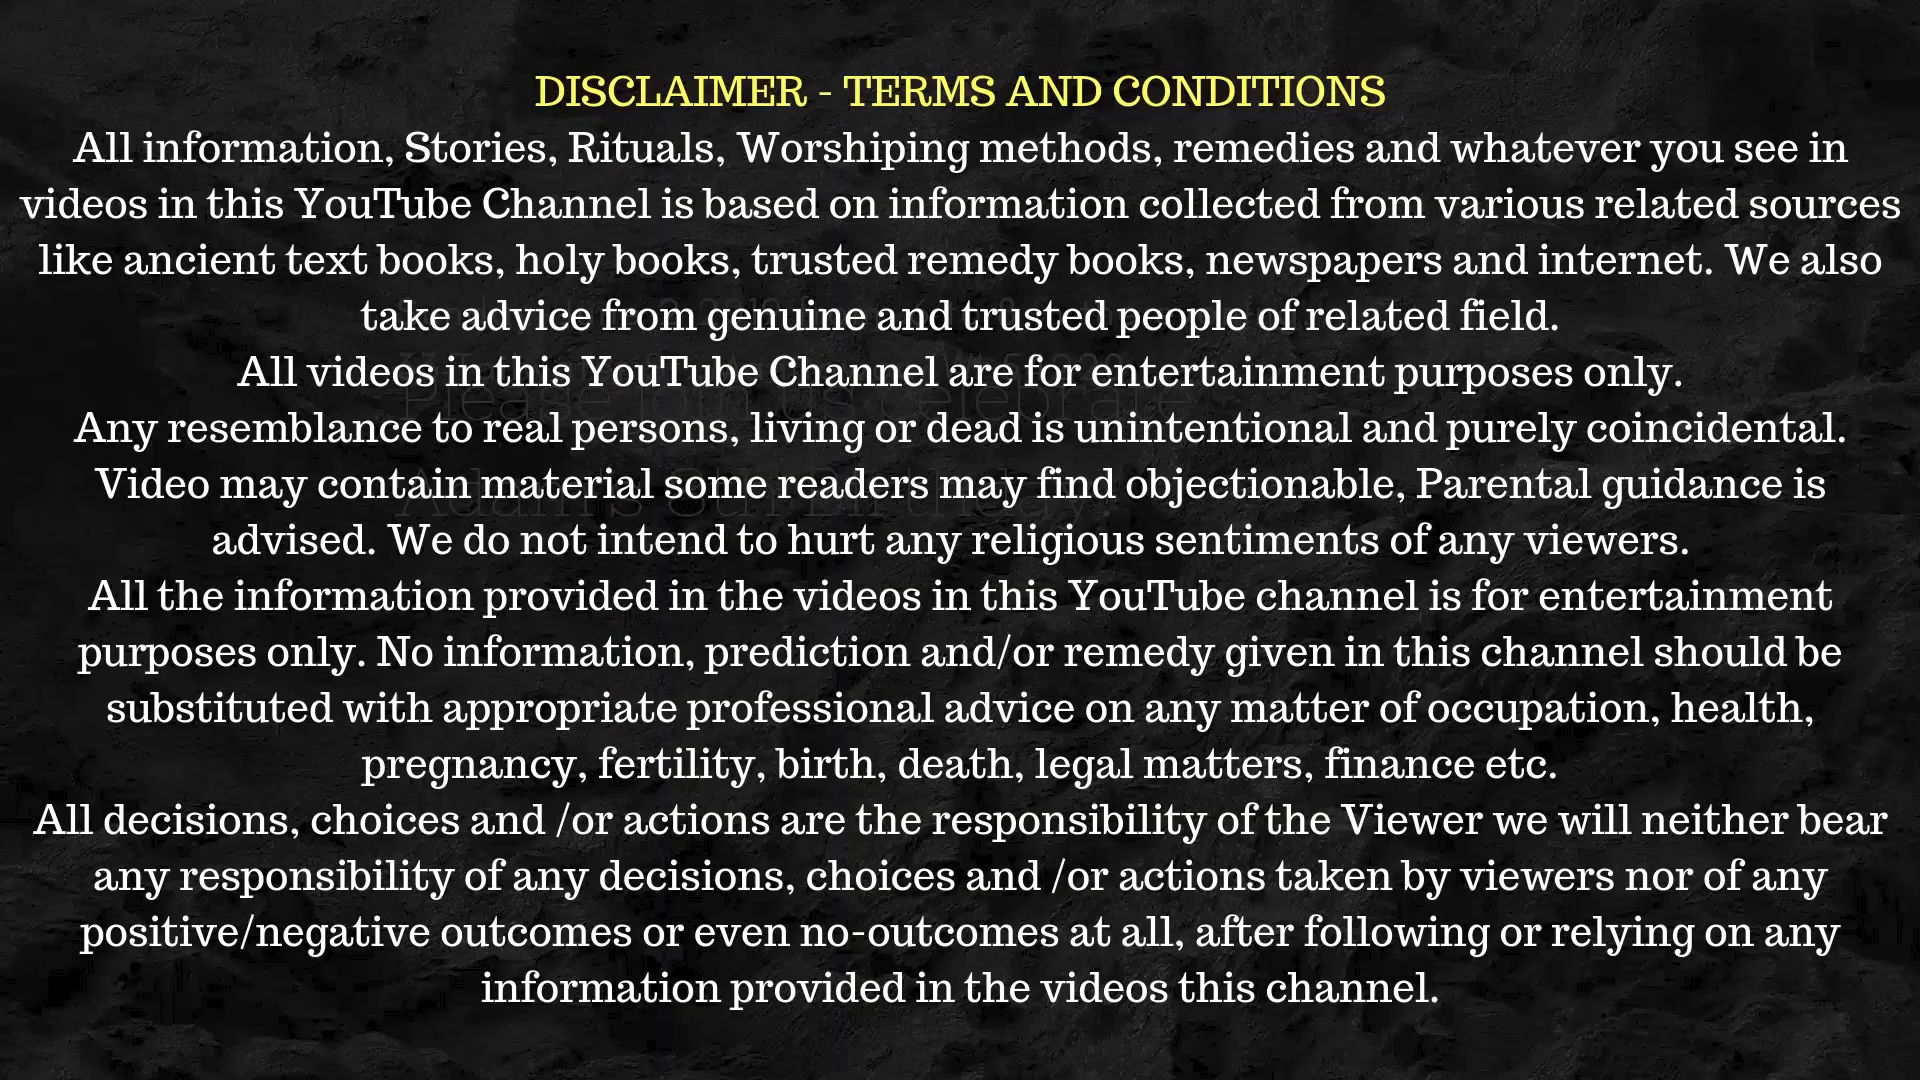 DISCLAIMER - TERMS AND CONDITIONS
All information, Stories, Rituals, Worshiping methods, remedies and whatever you see in
videos in this YouTube Channel is based on information collected from various related sources
like ancient text books, holy books, trusted remedy books, newspapers and internet. We also
take advice from genuine and trusted people of related field.
All videos in this YouTube Channel are for entertainment purposes only.
Please join us celebrate
Any resemblance to real persons, living or dead is unintentional and purely coincidental.
Video may contain material some readers may find objectionable, Parental guidance is
Adam's 8th Birthday!
advised. We do not intend to hurt any religious sentiments of any viewers.
All the information provided in the videos in this YouTube channel is for entertainment
purposes only. No information, prediction and/or remedy given in this channel should be
substituted with appropriate professional advice on any matter of occupation, health,
pregnancy, fertility, birth, death, legal matters, finance etc.
All decisions, choices and /or actions are the responsibility of the Viewer we will neither bear
any responsibility of any decisions, choices and /or actions taken by viewers nor of any
positive/negative outcomes or even no-outcomes at all, after following or relying on any
information provided in the videos this channel.